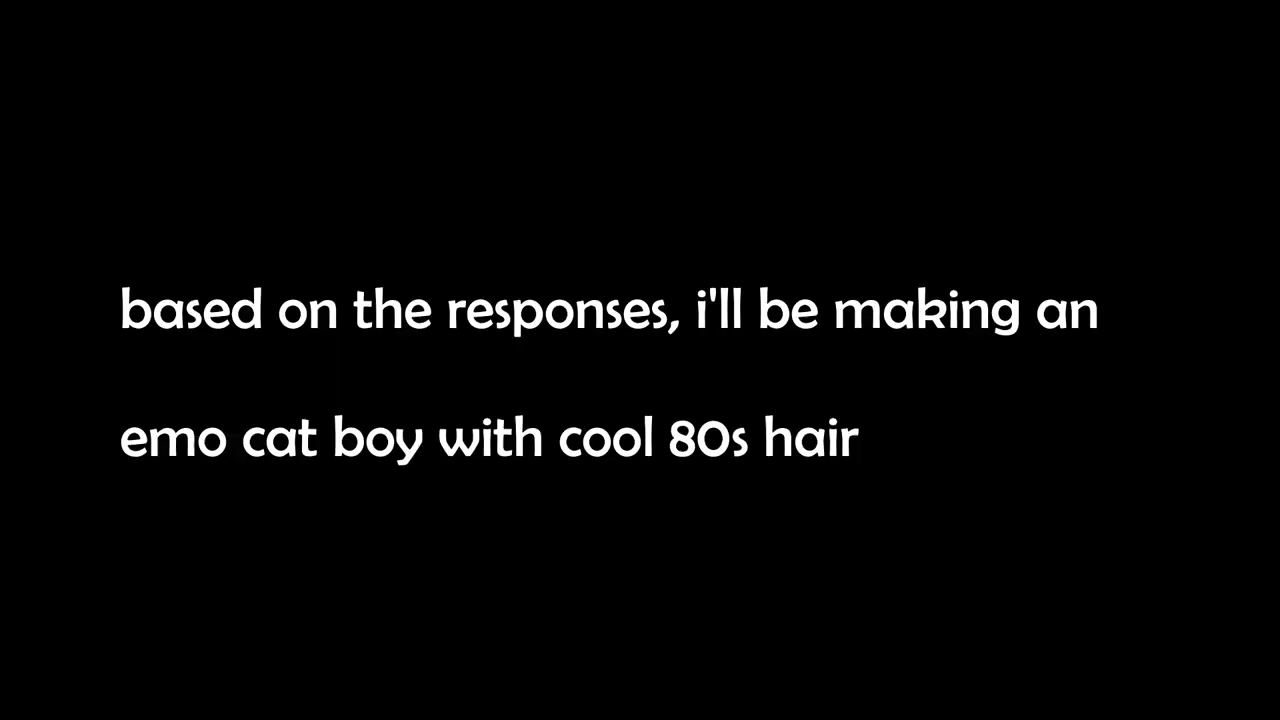 based on the responses, i'll be making an
emo cat boy with cool 80s hair